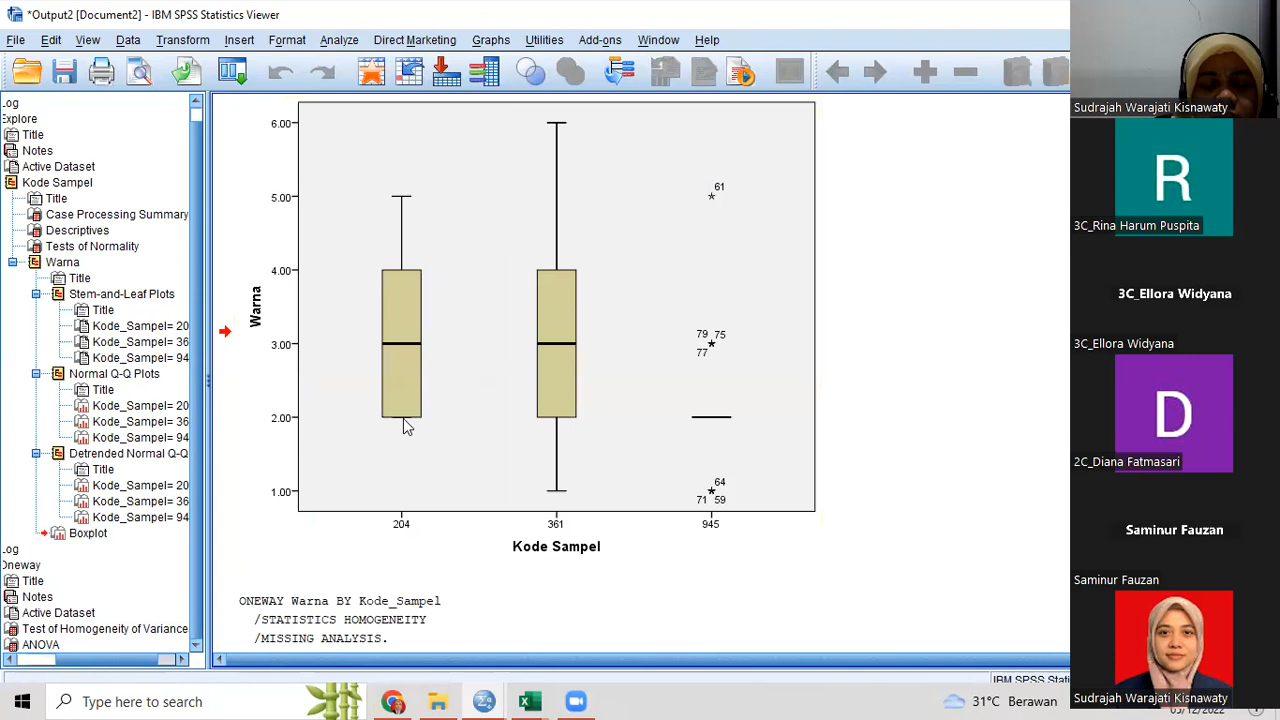 *Output2 [Document2] - IBM SPSS Statistics Viewer
File Edit View Data Transform Insert Format Analyze Direct Marketing Graphs Utilities Add-ons Window Help
Log
Explore
Title
Notes
Active Dataset
Kode Sampel
Title
Case Processing Summary
Descriptives
Tests of Normality
Warna
Title
Stem-and-Leaf Plots
Title
Kode_Sampel= 20
Kode_Sampel= 36
Kode_Sampel= 94
Normal Q-Q Plots
Title
Kode_Sampel= 20
Kode_Sampel= 36
Kode_Sampel= 94
Detrended Normal Q-Q
Title
Kode_Sampel= 20
Kode_Sampel= 36
Kode_Sampel= 94
Boxplot
Log
Oneway
Title
Notes
Active Dataset
Test of Homogeneity of Variance
ANOVA
6.00
5.00
4.00
3.00
2.00
1.00
Warna
61
79 75
77
64
71 59
204 361 945
Kode Sampel
ONEWAY Warna BY Kode_Sampel
/STATISTICS HOMOGENEITY
/MISSING ANALYSIS.
IBM SPSS Stati
Sudrajah Warajati Kisnawaty
R
3C_Rina Harum Puspita
3C_Ellora Widyana
3C_Ellora Widyana
D
2C_Diana Fatmasari
Saminur Fauzan
Saminur Fauzan
Sudrajah Warajati Kisnawaty
Type here to search
31°C Berawan
05/12/2022